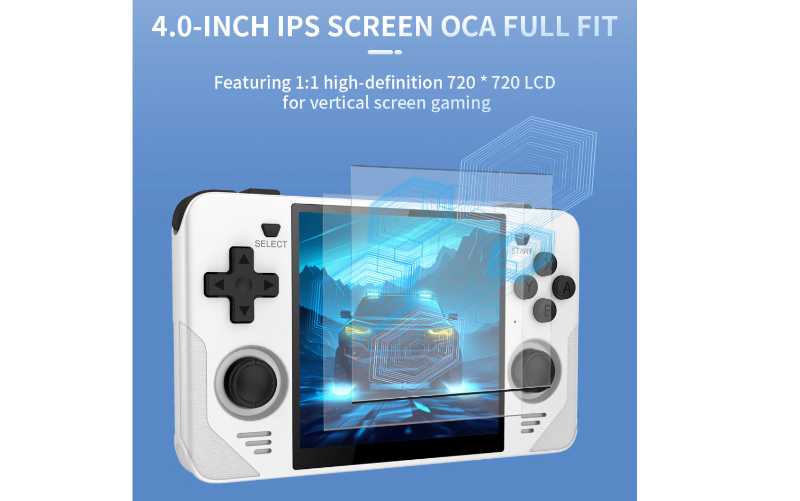 4.0-INCH IPS SCREEN OCA FULL FIT
Featuring 1:1 high-definition 720 * 720 LCD
for vertical screen gaming
SELECT
START
X
Y
A
B